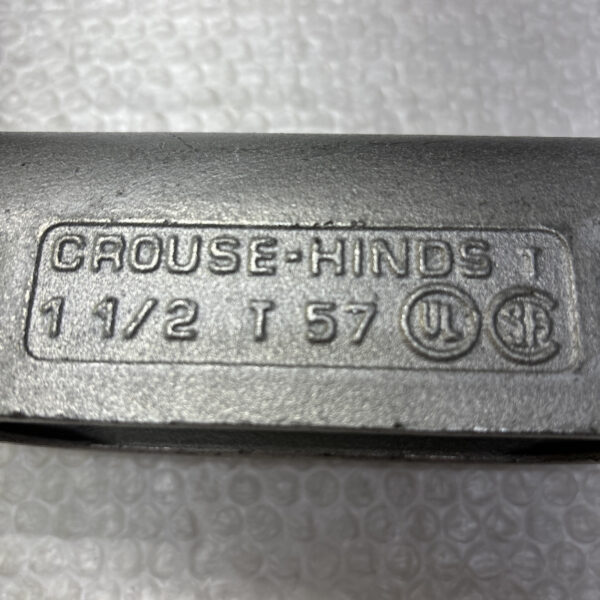 CROUSE-HINDS 1
1 1/2 T 57 UL SA